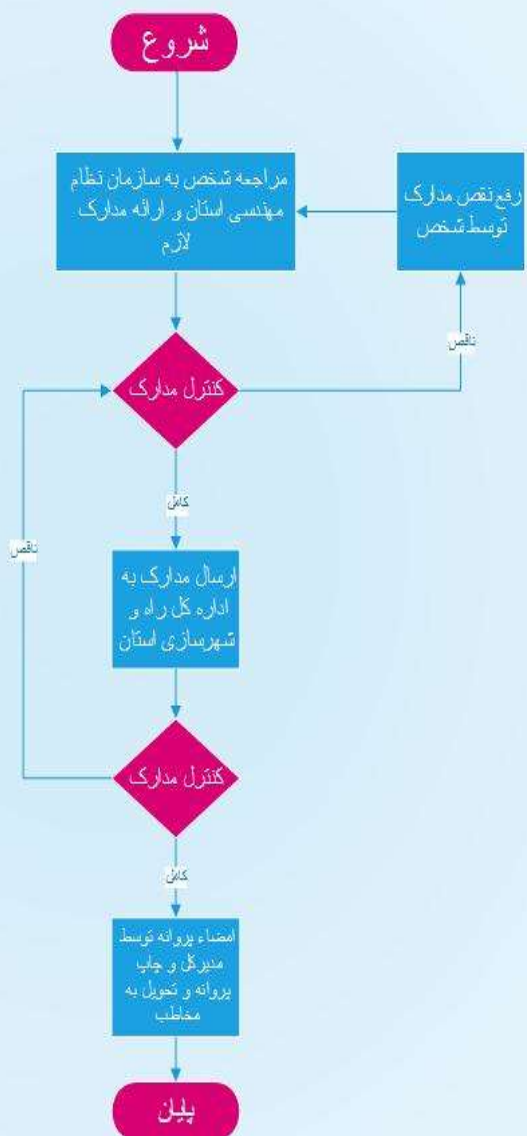 شروع
مراجعه شخص به سازمان نظام
مهندسی استان و ارائه مدارک
لازم
رفع نقص مدارک
توسط شخص
ناقص
کنترل مدارک
کامل
ناقص
ارسال مدارک به
اداره کل راه و
شهرسازی استان
کنترل مدارک
کامل
امضاء پروانه توسط
مدیرکل و چاپ
پروانه و تحویل به
مخاطب
پایان